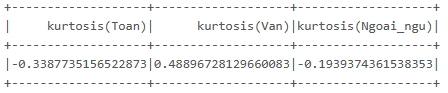 +-------------------+-------------------+-------------------+
|     kurtosis(Toan)|      kurtosis(Van)|kurtosis(Ngoai_ngu)|
+-------------------+-------------------+-------------------+
|-0.3387735156522873|0.48896728129660083|-0.1939374361538353|
+-------------------+-------------------+-------------------+